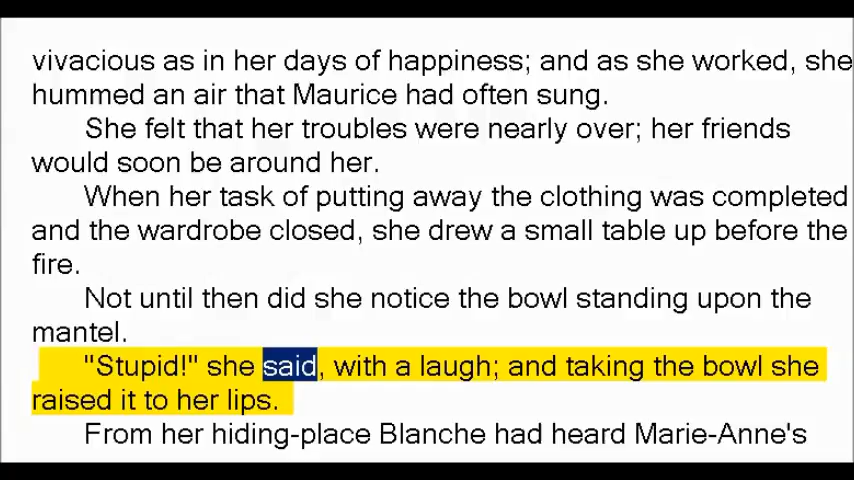 vivacious as in her days of happiness; and as she worked, she
hummed an air that Maurice had often sung.
She felt that her troubles were nearly over; her friends
would soon be around her.
When her task of putting away the clothing was completed
and the wardrobe closed, she drew a small table up before the
fire.
Not until then did she notice the bowl standing upon the
mantel.
"Stupid!" she said, with a laugh; and taking the bowl she
raised it to her lips.
From her hiding-place Blanche had heard Marie-Anne's